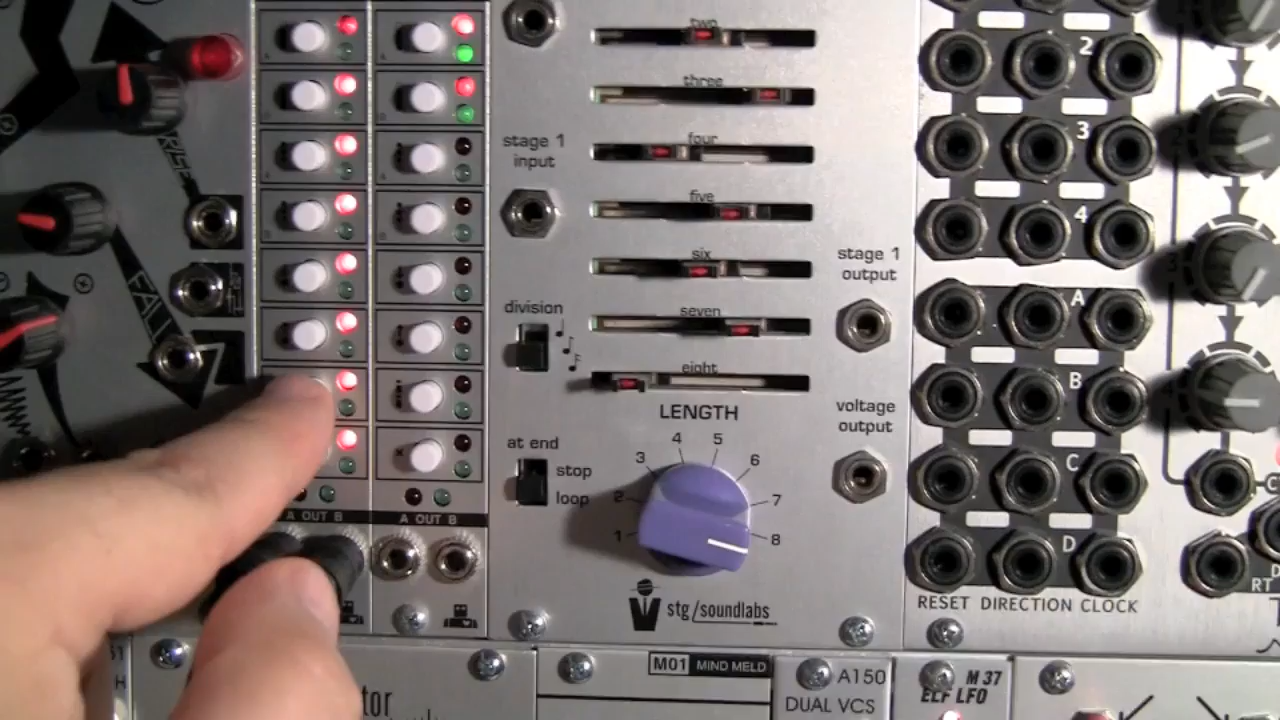 two
three
four
five
six
seven
eight
stage 1
input
division
at end
stop
loop
LENGTH
1
2
3
4
5
6
7
8
stg/soundlabs
stage 1
output
voltage
output
RISE
FALL
A OUT B
A OUT B
2
3
4
A
B
C
D
RESET DIRECTION CLOCK
C
D
RT
M01 MIND MELD
A150
DUAL VCS
M 37
ELF LFO